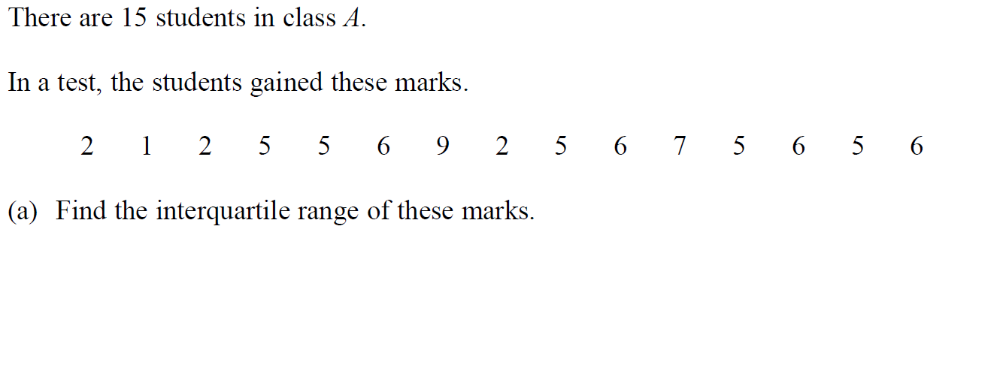 There are 15 students in class A.
In a test, the students gained these marks.
2 1 2 5 5 6 9 2 5 6 7 5 6 5 6
(a) Find the interquartile range of these marks.